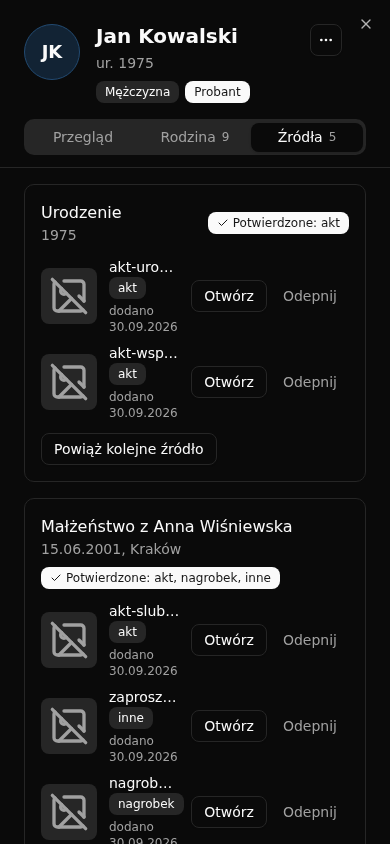 JK
Jan Kowalski
ur. 1975
Mężczyzna Probant
Przegląd Rodzina 9 Źródła 5
Urodzenie
1975
Potwierdzone: akt
akt-uro…
akt
dodano
30.09.2026
Otwórz Odepnij
akt-wsp…
akt
dodano
30.09.2026
Otwórz Odepnij
Powiąż kolejne źródło
Małżeństwo z Anna Wiśniewska
15.06.2001, Kraków
Potwierdzone: akt, nagrobek, inne
akt-slub…
akt
dodano
30.09.2026
Otwórz Odepnij
zaprosz…
inne
dodano
30.09.2026
Otwórz Odepnij
nagrob…
nagrobek
dodano
30.09.2026
Otwórz Odepnij